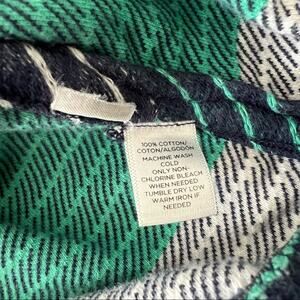 100% COTTON/
COTON/ALGODÓN
MACHINE WASH
COLD
ONLY NON-
CHLORINE BLEACH
WHEN NEEDED
TUMBLE DRY LOW
WARM IRON IF
NEEDED